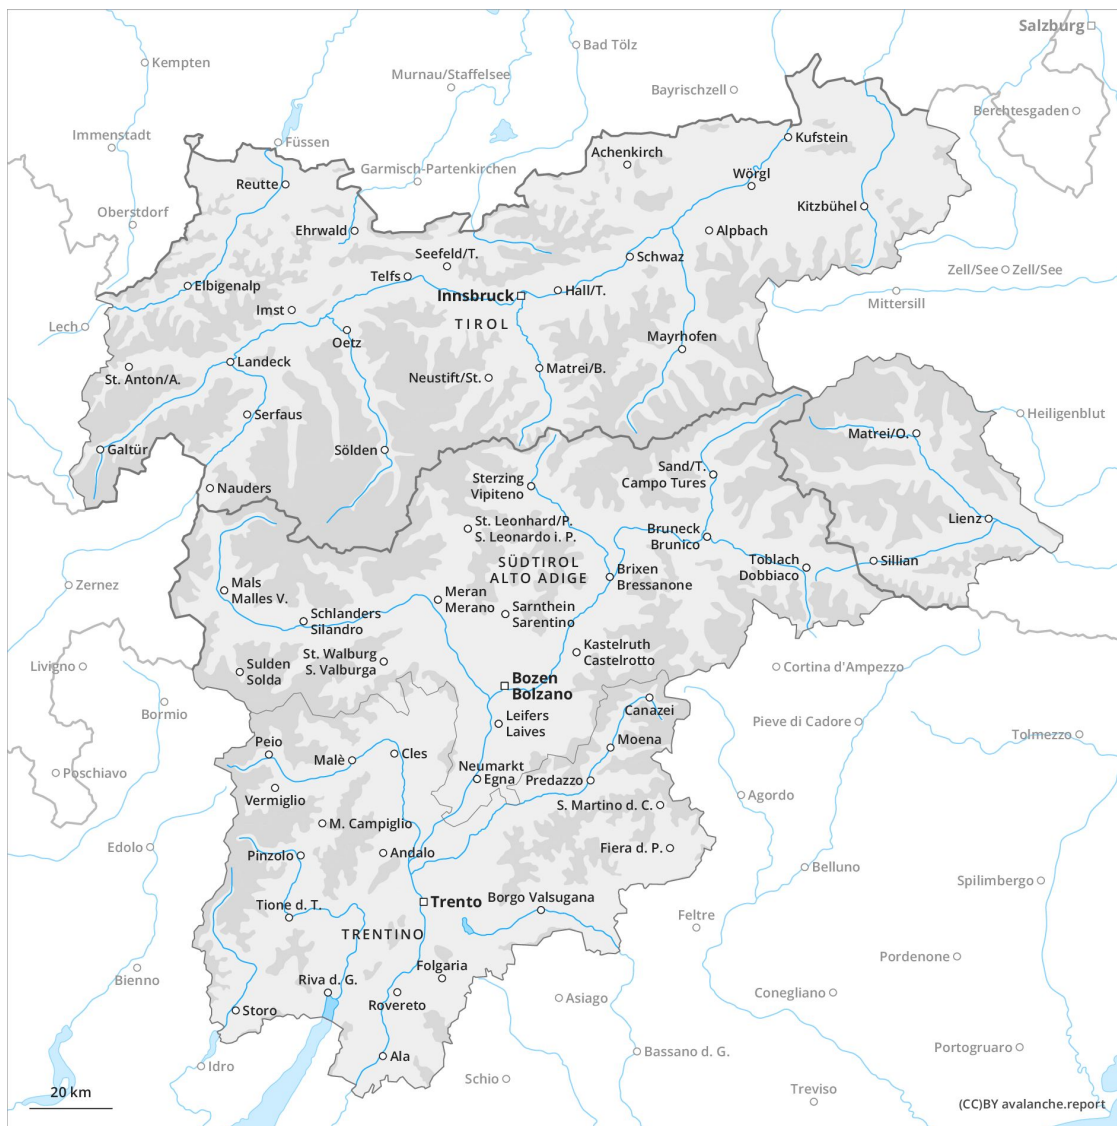 Salzburg
Bad Tölz
Kempten
Murnau/Staffelsee
Bayrischzell
Berchtesgaden
Immenstadt
Füssen
Kufstein
Achenkirch
Garmisch-Partenkirchen
Wörgl
Reutte
Oberstdorf
Kitzbühel
Ehrwald
Alpbach
Seefeld/T.
Schwaz
Zell/See
Zell/See
Telfs
Elbigenalp
Hall/T.
Innsbruck
Mittersill
Imst
TIROL
Lech
Oetz
Mayrhofen
Landeck
Matrei/B.
St. Anton/A.
Neustift/St.
Serfaus
Heiligenblut
Matrei/O.
Galtür
Sölden
Sand/T.
Campo Tures
Sterzing
Vipiteno
Nauders
Lienz
St. Leonhard/P.
S. Leonardo i. P.
Bruneck
Brunico
SÜDTIROL
ALTO ADIGE
Toblach
Dobbiaco
Sillian
Brixen
Bressanone
Zernez
Mals
Malles V.
Meran
Merano
Schlanders
Silandro
Sarnthein
Sarentino
Kastelruth
Castelrotto
St. Walburg
S. Valburga
Livigno
Sulden
Solda
Cortina d'Ampezzo
Bozen
Bolzano
Canazei
Bormio
Leifers
Laives
Pieve di Cadore
Tolmezzo
Peio
Moena
Malè
Cles
Neumarkt
Egna
Predazzo
Poschiavo
Vermiglio
S. Martino d. C.
Agordo
M. Campiglio
Edolo
Pinzolo
Andalo
Fiera d. P.
Belluno
Spilimbergo
Trento
Borgo Valsugana
Tione d. T.
Feltre
TRENTINO
Pordenone
Bienno
Folgaria
Riva d. G.
Rovereto
Asiago
Conegliano
Storo
Portogruaro
Ala
Bassano d. G.
Idro
Schio
Treviso
20 km
(CC)BY avalanche.report